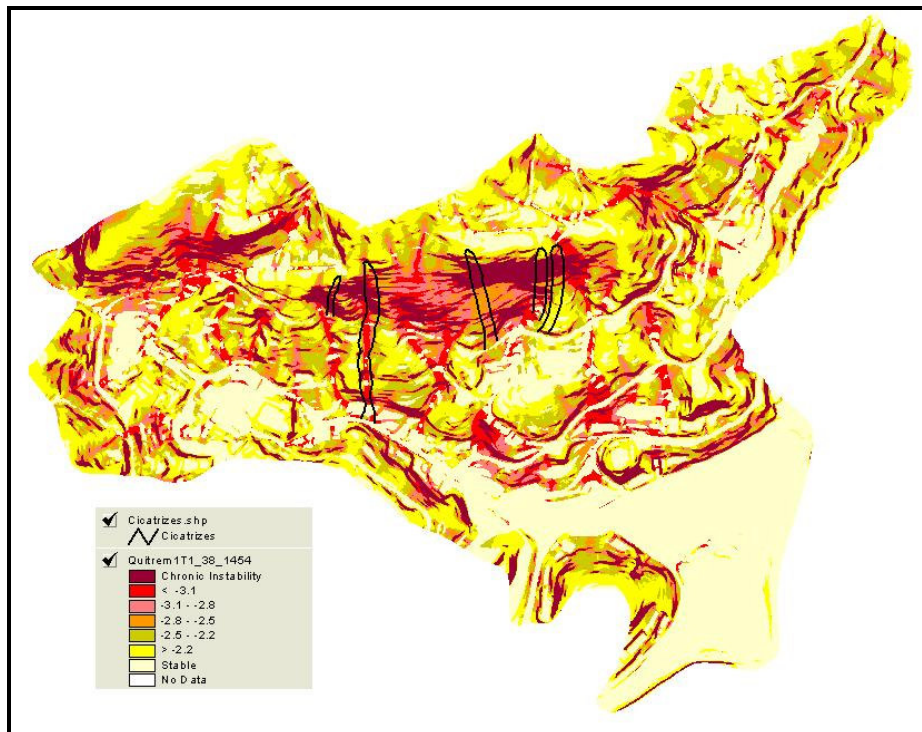 Cicatrizes.shp
Cicatrizes
Quitrem1T1_38_1454
Chronic Instability
< -3.1
-3.1 - -2.8
-2.8 - -2.5
-2.5 - -2.2
> -2.2
Stable
No Data